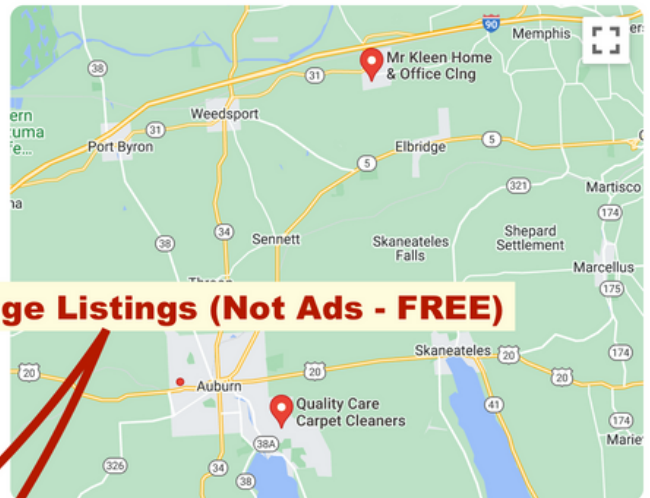 90
Memphis
38
Mr Kleen Home
& Office Clng
31
ern
Weedsport
31
Port Byron
Elbridge
5
5
321
Martisco
174
38
34
Sennett
Skaneateles
Falls
Shepard
Settlement
Marcellus
175
ge Listings (Not Ads - FREE)
Skaneateles
20
174
20
20
20
Auburn
Quality Care
Carpet Cleaners
41
174
38A
326
34
38